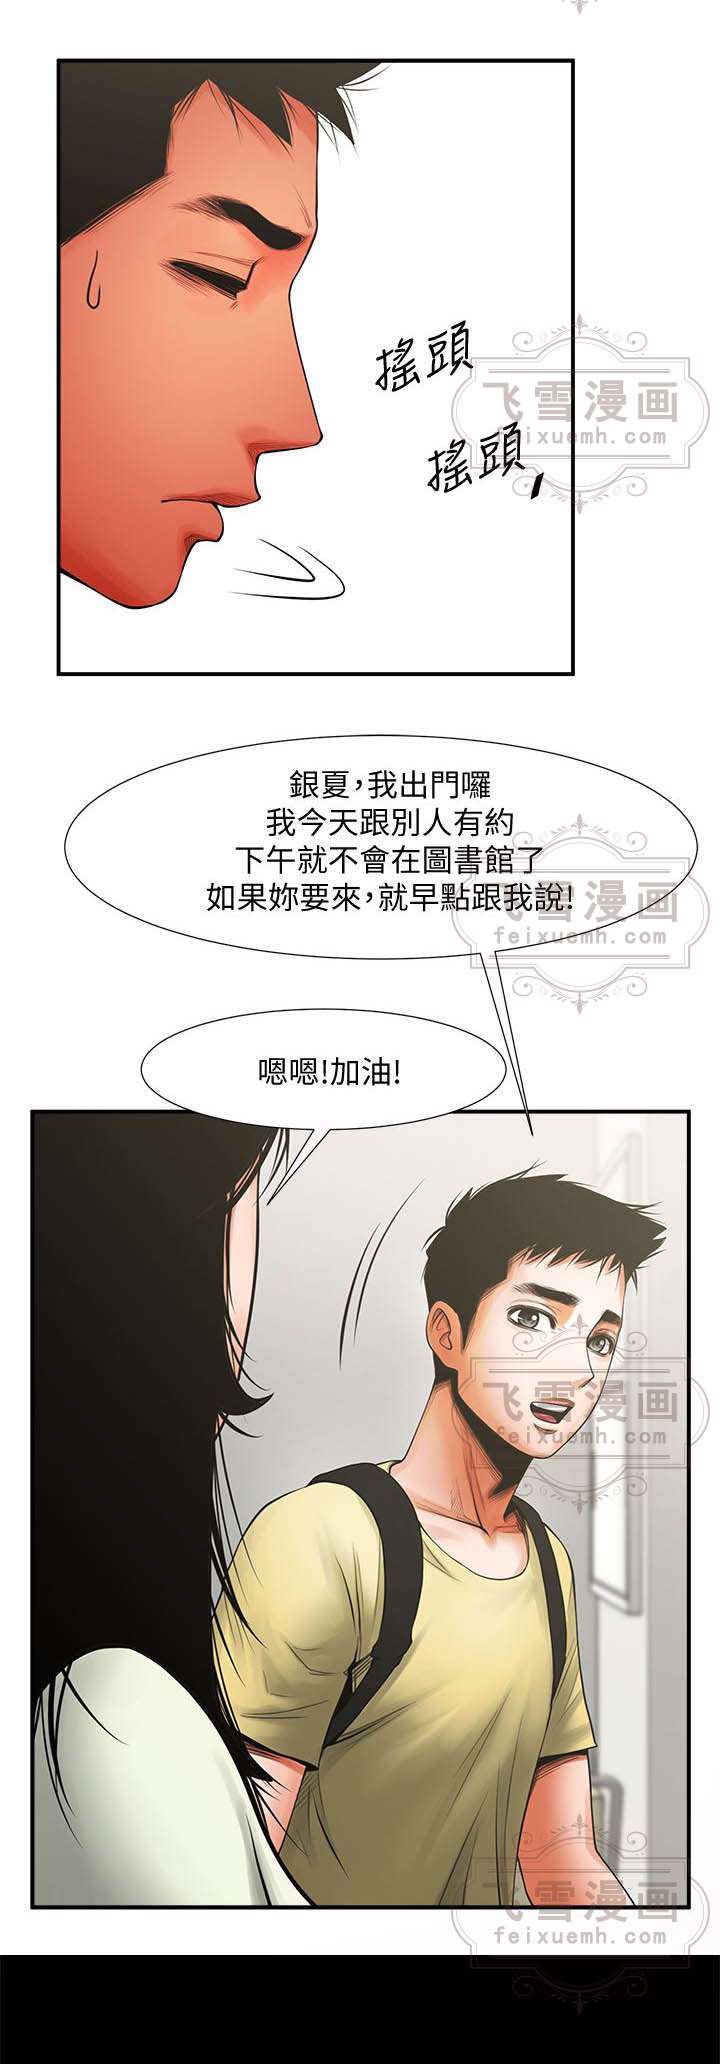 搖頭
飞雪漫画
feixuemh.com
搖頭
銀夏，我出門囉
我今天跟別人有約
下午就不會在圖書館了
如果妳要來，就早點跟我說！
飞雪漫画
feixuemh.com
嗯嗯！加油！
飞雪漫画
feixuemh.com
飞雪漫画
feixuemh.com